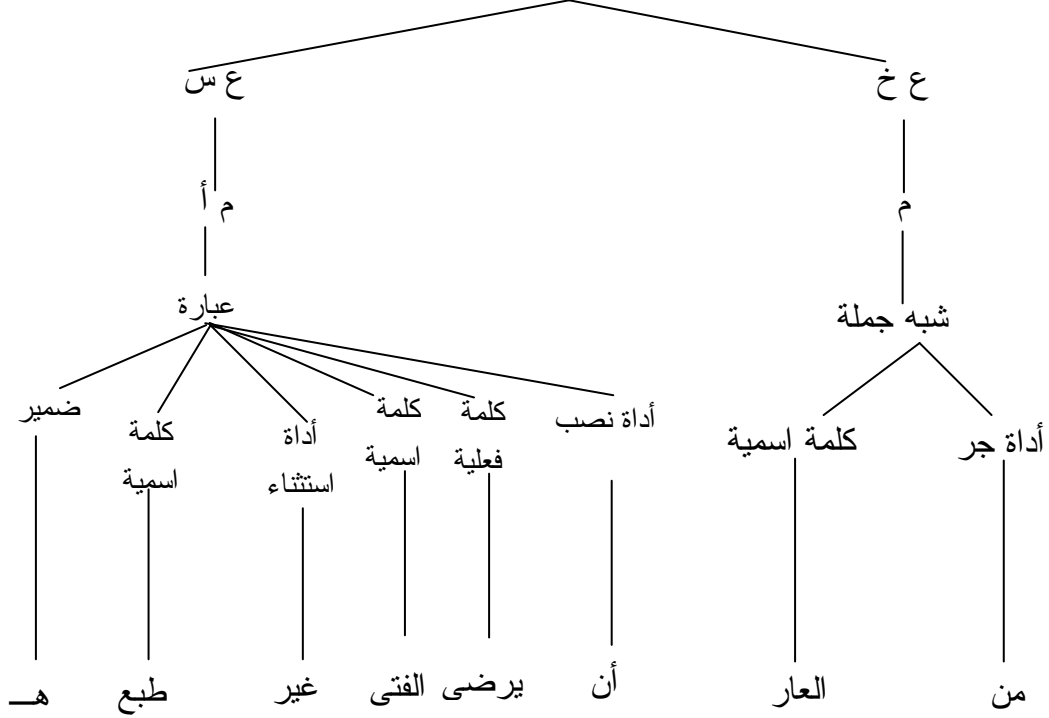 ع خ
ع س
م
م أ
شبه جملة
عبارة
أداة جر
كلمة اسمية
أداة نصب
كلمة
فعلية
كلمة
اسمية
أداة
استثناء
كلمة
اسمية
ضمير
من
العار
أن
يرضى
الفتى
غير
طبع
هـــ